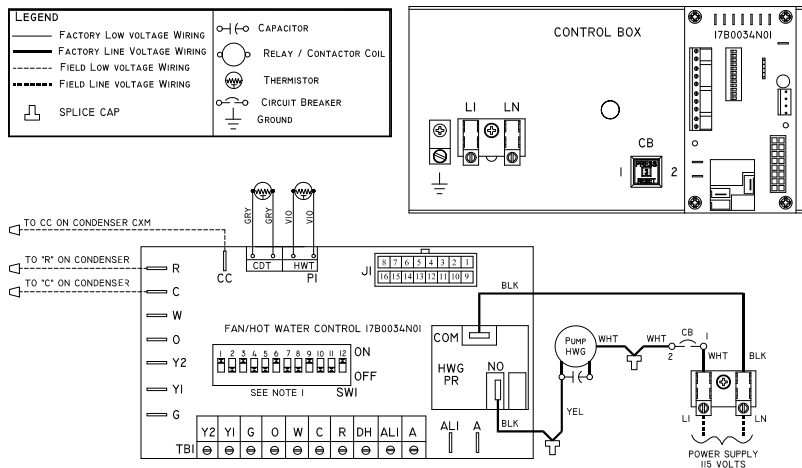 LEGEND
FACTORY LOW VOLTAGE WIRING
FACTORY LINE VOLTAGE WIRING
FIELD LOW VOLTAGE WIRING
FIELD LINE VOLTAGE WIRING
SPLICE CAP
CAPACITOR
RELAY / CONTACTOR COIL
THERMISTOR
CIRCUIT BREAKER
GROUND
CONTROL BOX
17B0034N01
L1 LN
CB
1 2
PRESS
RESET
TO CC ON CONDENSER CXM
TO "R" ON CONDENSER
TO "C" ON CONDENSER
GRY GRY VIO VIO
CC
CDT HWT
P1
J1
8 7 6 5 4 3 2 1
16 15 14 13 12 11 10 9
R
C
W
O
Y2
Y1
G
FAN/HOT WATER CONTROL 17B0034N01
1 2 3 4 5 6 7 8 9 10 11 12
ON
OFF
SEE NOTE 1
SW1
COM
HWG
PR
NO
BLK
BLK
YEL
PUMP
HWG
WHT WHT
CB
2 1
WHT
BLK
L1 LN
POWER SUPPLY
115 VOLTS
AL1 A
TB1
Y2 Y1 G O W C R DH AL1 A